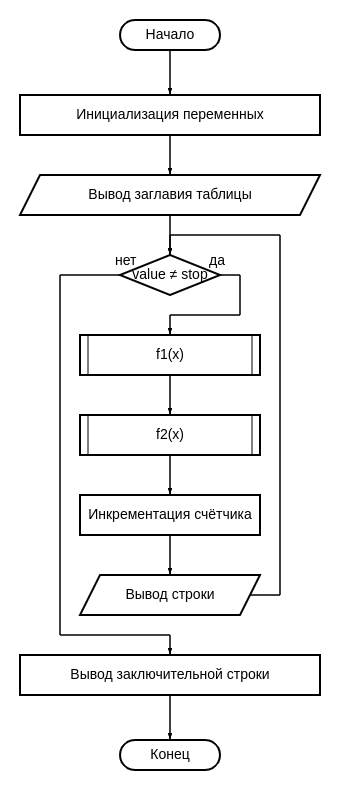 Начало
Инициализация переменных
Вывод заглавия таблицы
нет
да
value ≠ stop
f1(x)
f2(x)
Инкрементация счётчика
Вывод строки
Вывод заключительной строки
Конец